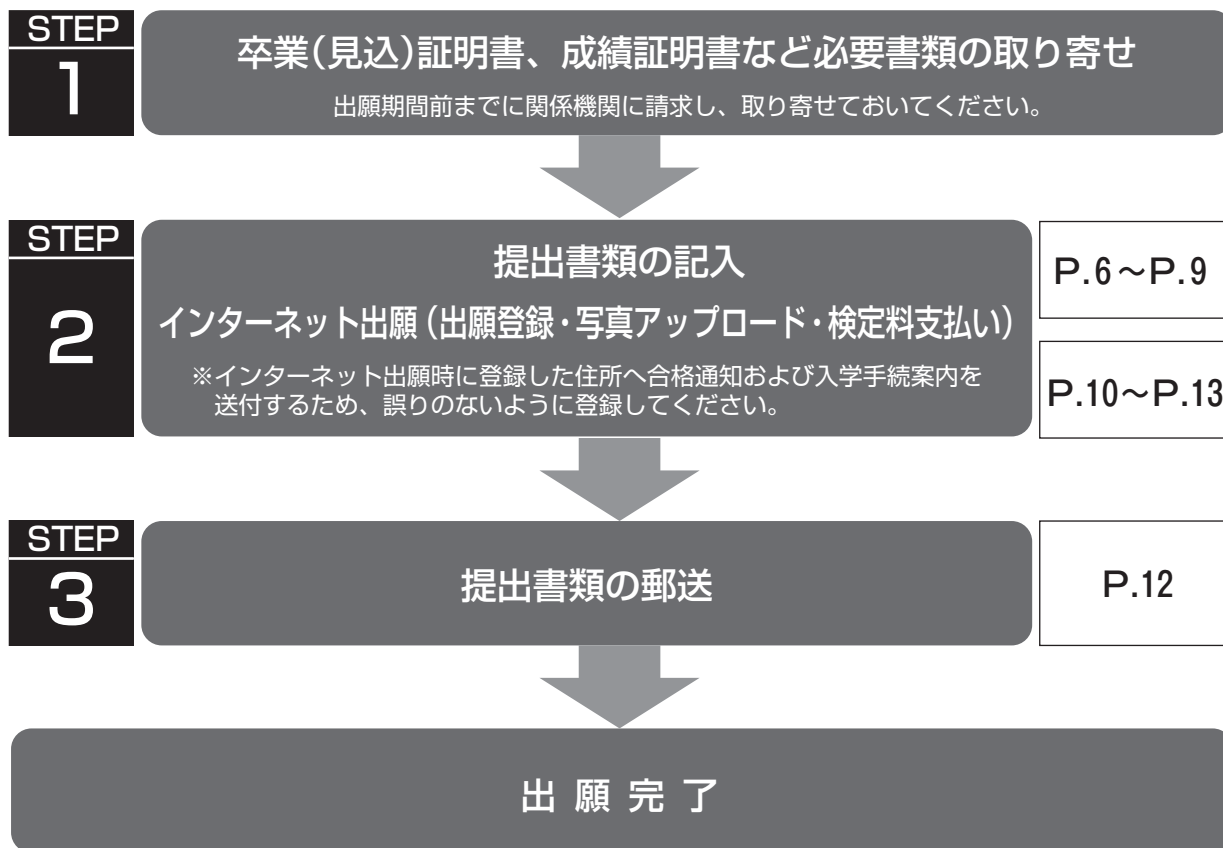 STEP
1
卒業(見込)証明書、成績証明書など必要書類の取り寄せ
出願期間前までに関係機関に請求し、取り寄せておいてください。
STEP
2
提出書類の記入
インターネット出願(出願登録・写真アップロード・検定料支払い)
※インターネット出願時に登録した住所へ合格通知および入学手続案内を
送付するため、誤りのないように登録してください。
P.6〜P.9
P.10〜P.13
STEP
3
提出書類の郵送
P.12
出願完了